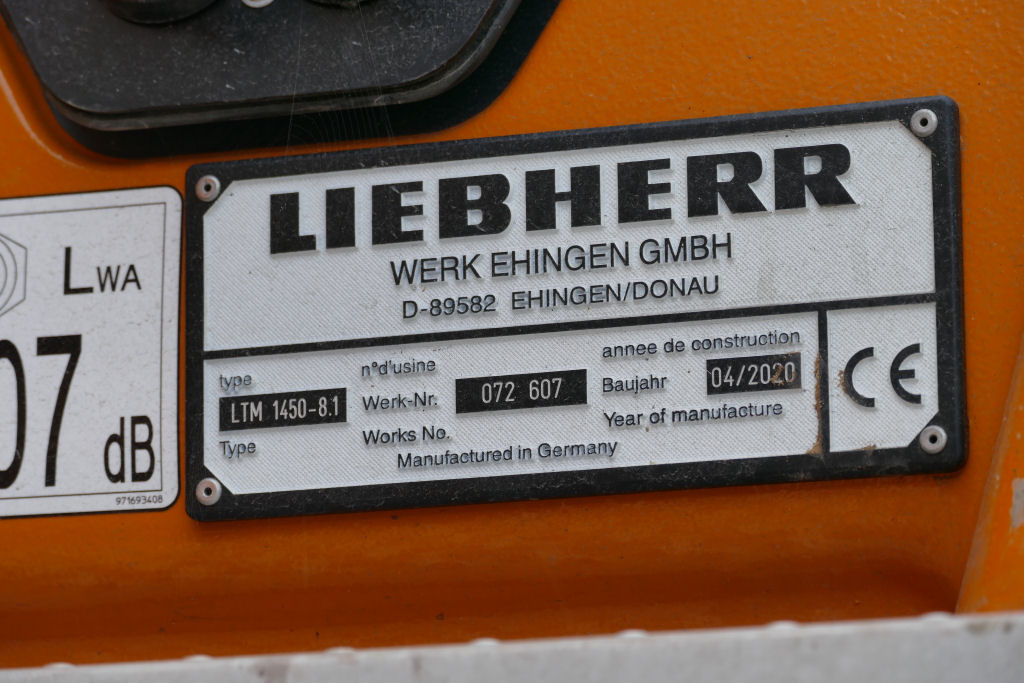 LIEBHERR
WERK EHINGEN GMBH
D-89582 EHINGEN/DONAU
type
LTM 1450-8.1
Type
n°d'usine
Werk-Nr.
Works No.
072 607
annee de construction
Baujahr
04/2020
Year of manufacture
Manufactured in Germany
CE
LWA
07
dB
971693408